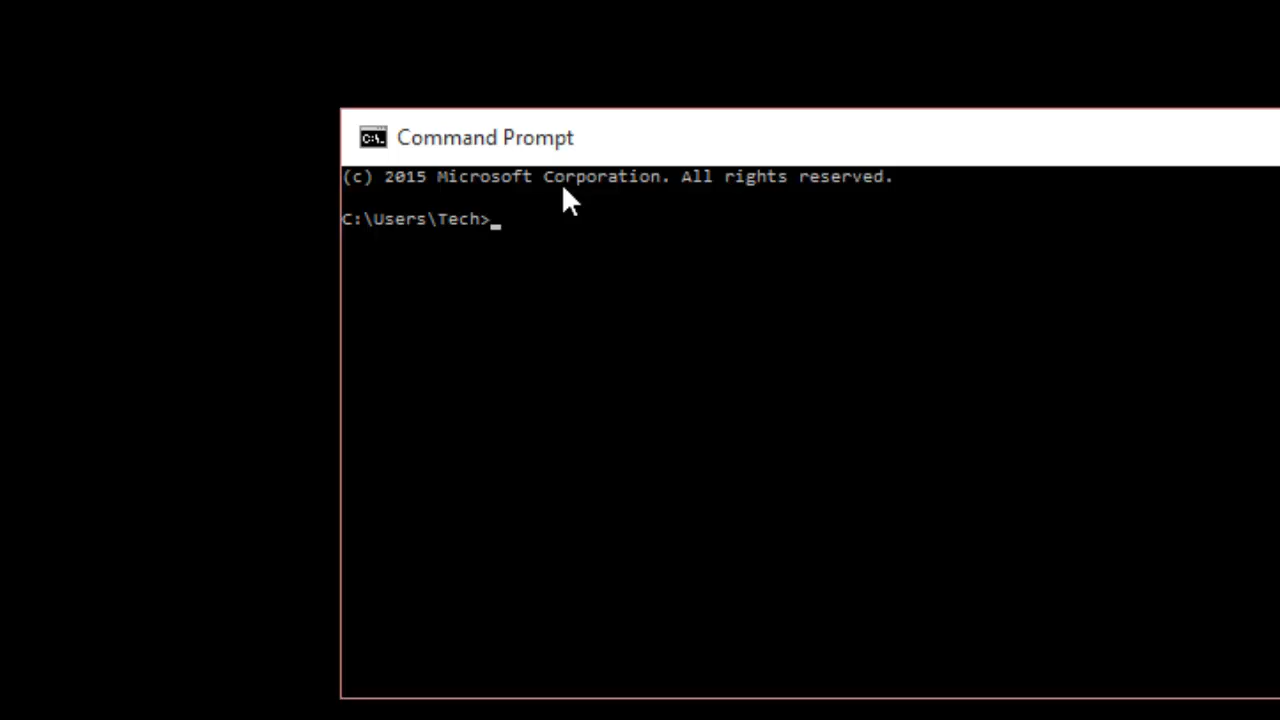 C:\.
Command Prompt
(c) 2015 Microsoft Corporation. All rights reserved.
C:\Users\Tech>